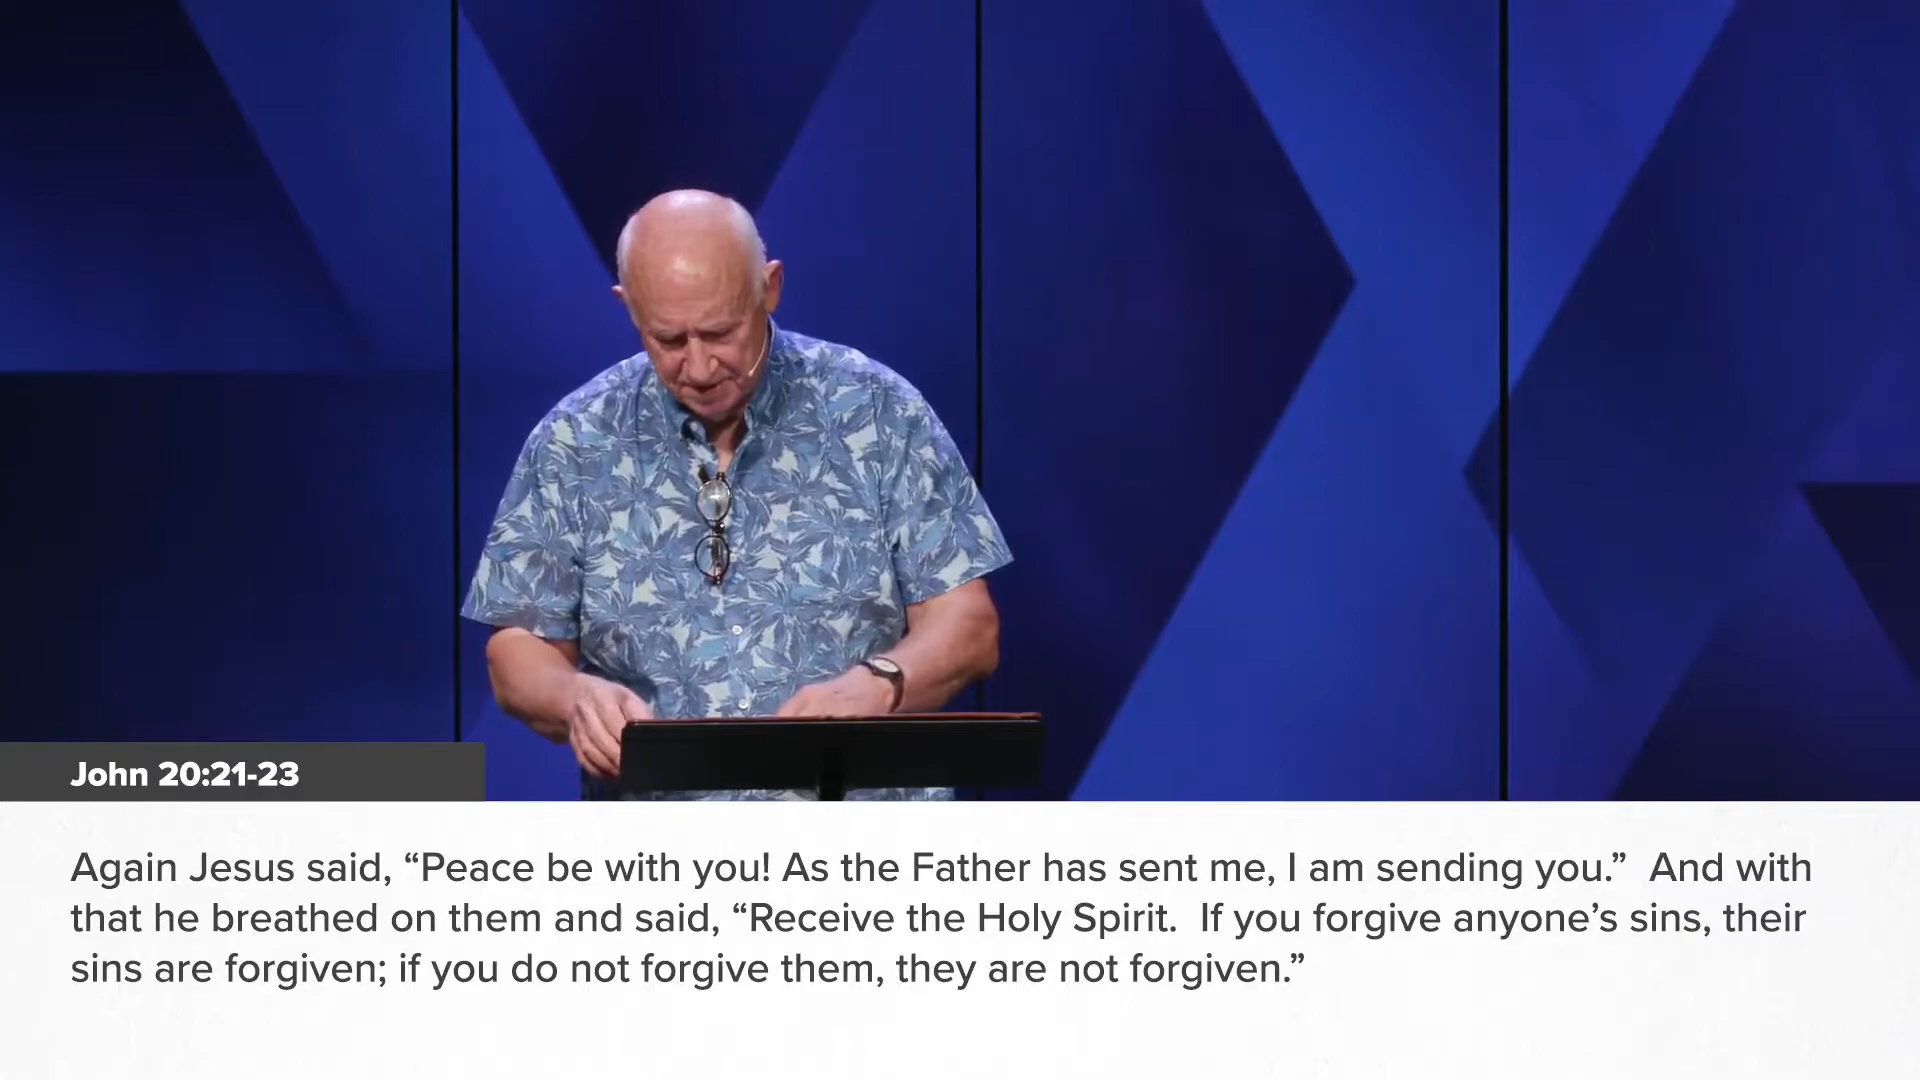 John 20:21-23
Again Jesus said, “Peace be with you! As the Father has sent me, I am sending you.”  And with
that he breathed on them and said, “Receive the Holy Spirit.  If you forgive anyone’s sins, their
sins are forgiven; if you do not forgive them, they are not forgiven.”